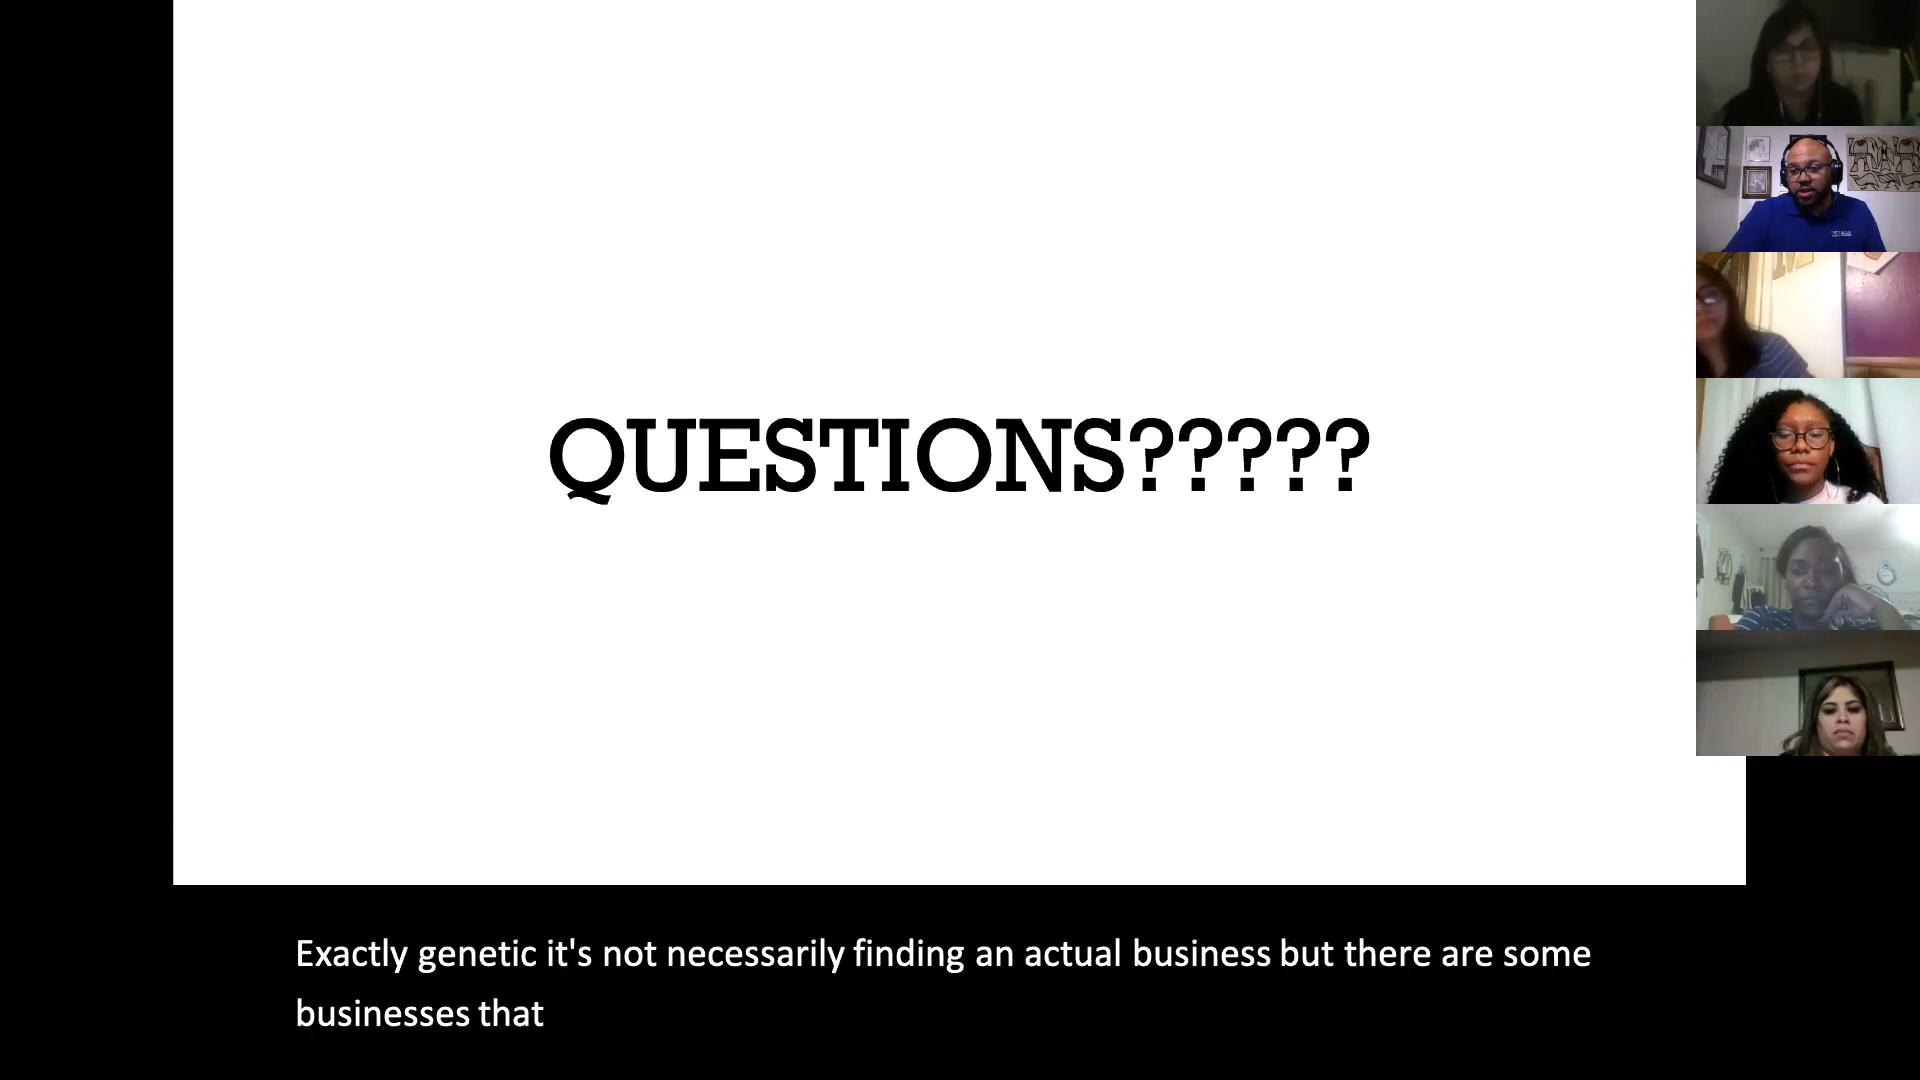 QUESTIONS?????
Exactly genetic it's not necessarily finding an actual business but there are some
businesses that